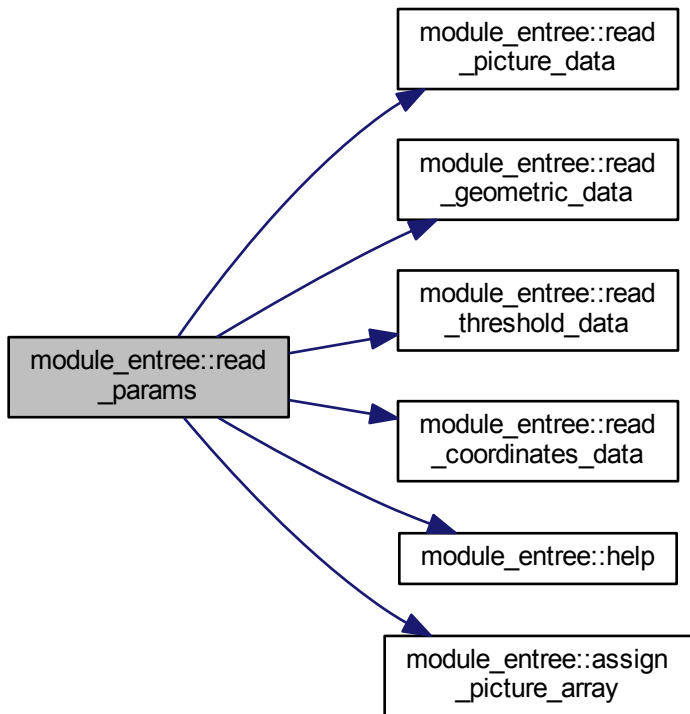 module_entree::read
_picture_data
module_entree::read
_geometric_data
module_entree::read
_threshold_data
module_entree::read
_params
module_entree::read
_coordinates_data
module_entree::help
module_entree::assign
_picture_array